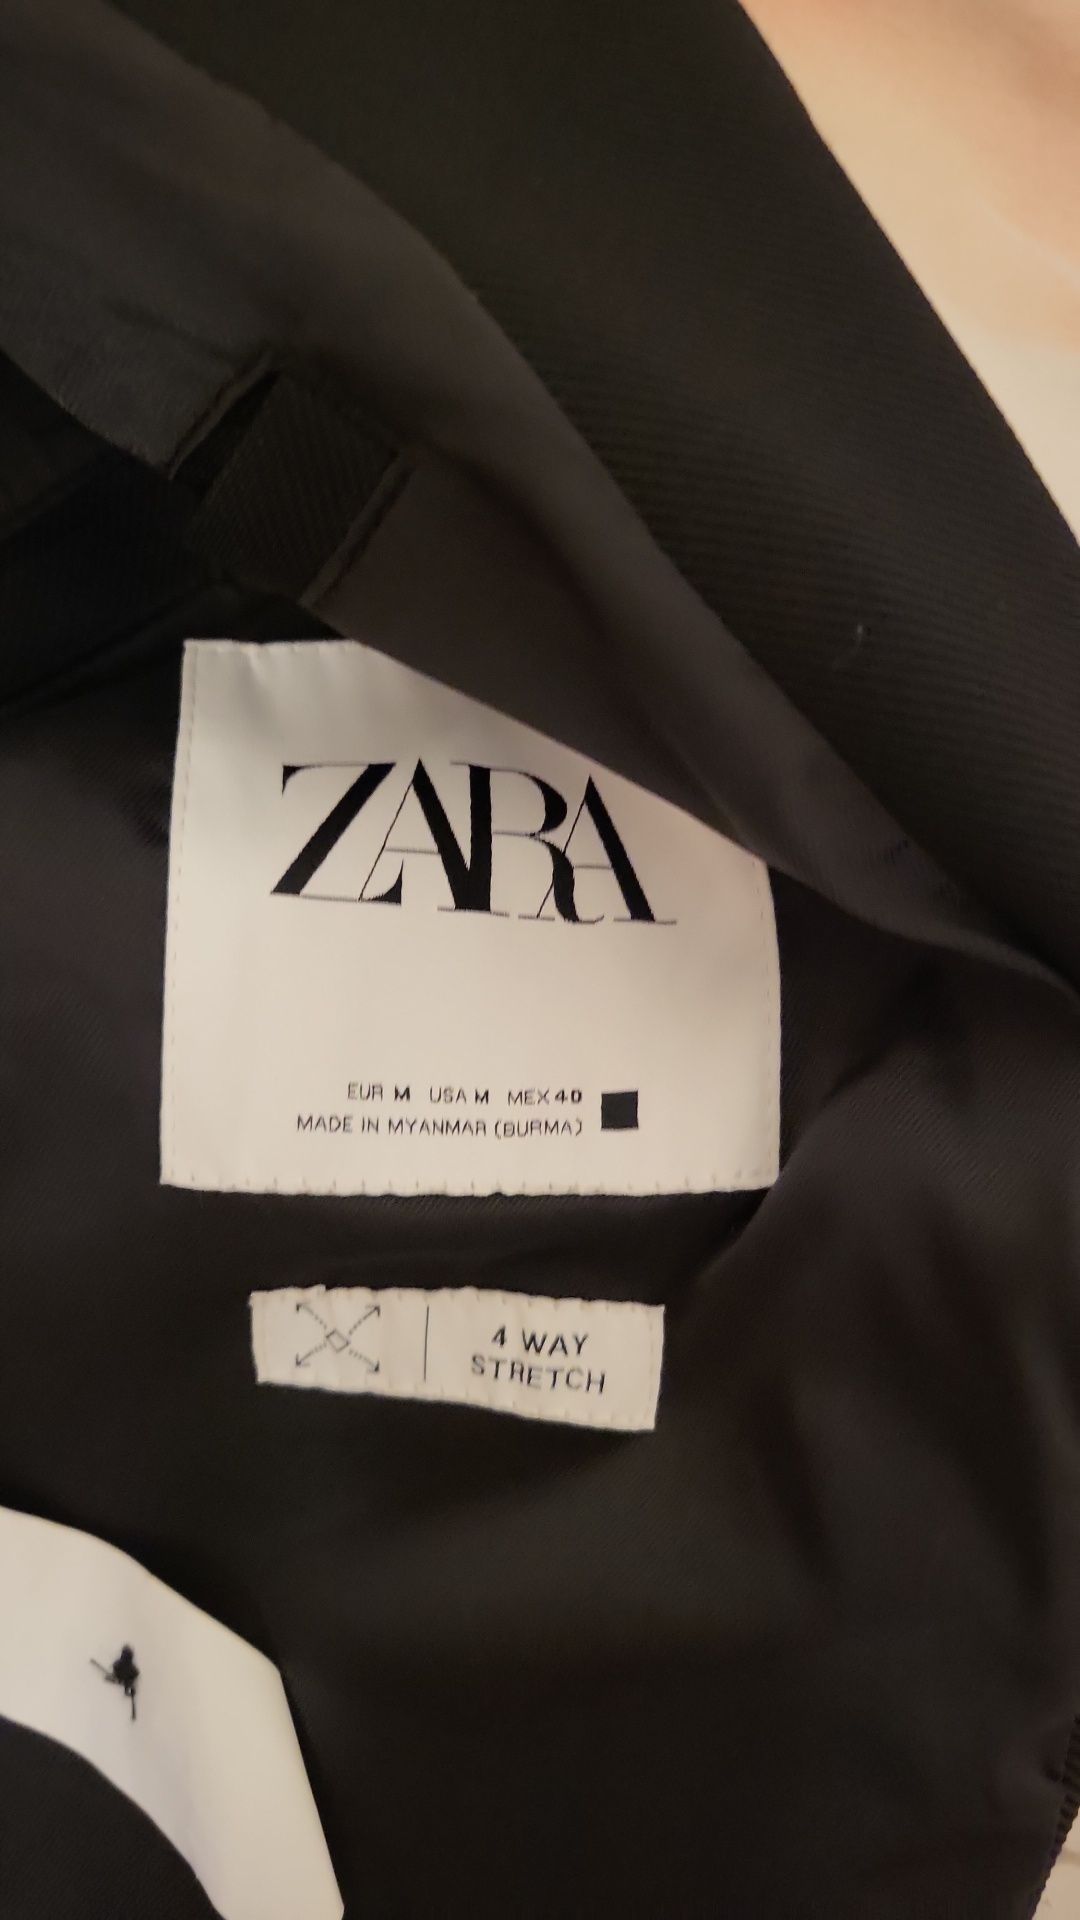 ZARA
EUR M USA M MEX 40
MADE IN MYANMAR (BURMA)
4 WAY
STRETCH